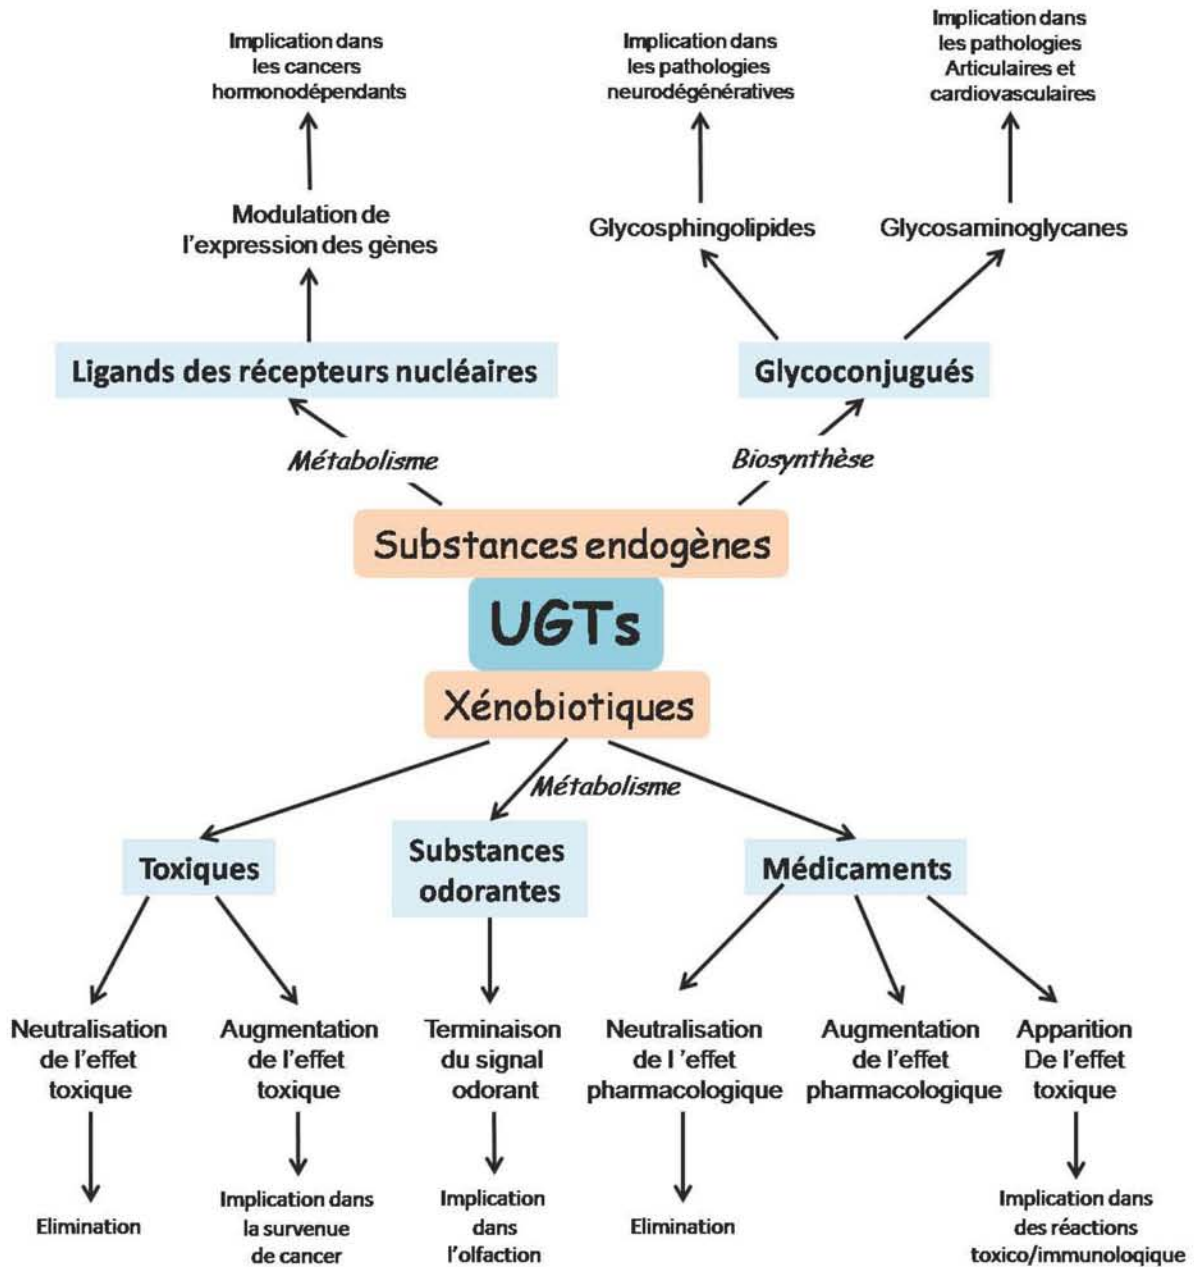 Implication dans
les cancers
hormonodépendants
Implication dans
les pathologies
neurodégénératives
Implication dans
les pathologies
Articulaires et
cardiovasculaires
Modulation de
l'expression des gènes
Glycosphingolipides
Glycosaminoglycanes
Ligands des récepteurs nucléaires
Glycoconjugués
Métabolisme
Biosynthèse
Substances endogènes
UGTs
Xénobiotiques
Métabolisme
Toxiques
Substances
odorantes
Médicaments
Neutralisation
de l'effet
toxique
Augmentation
de l'effet
toxique
Terminaison
du signal
odorant
Neutralisation
de l 'effet
pharmacologique
Augmentation
de l'effet
pharmacologique
Apparition
De l'effet
toxique
Elimination
Implication dans
la survenue
de cancer
Implication
dans
l'olfaction
Elimination
Implication dans
des réactions
toxico/immunologique